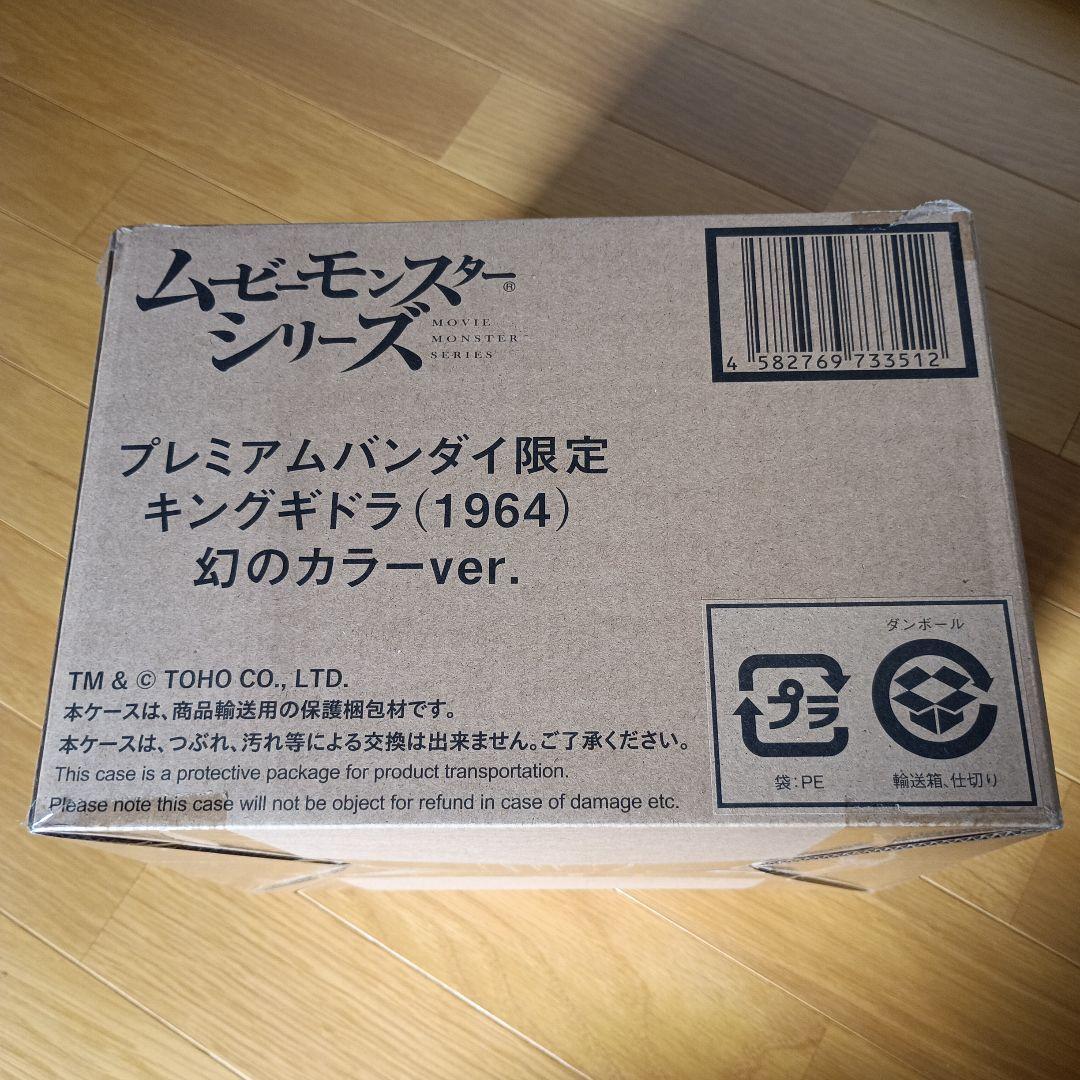 ムービーモンスター®
シリーズ
MOVIE
MONSTER™
SERIES
4 582769 733512
プレミアムバンダイ限定
キングギドラ(1964)
幻のカラーver.
TM & © TOHO CO., LTD.
本ケースは、商品輸送用の保護梱包材です。
本ケースは、つぶれ、汚れ等による交換は出来ません。ご了承ください。
This case is a protective package for product transportation.
Please note this case will not be object for refund in case of damage etc.
プラ
袋:PE
ダンボール
輸送箱、仕切り